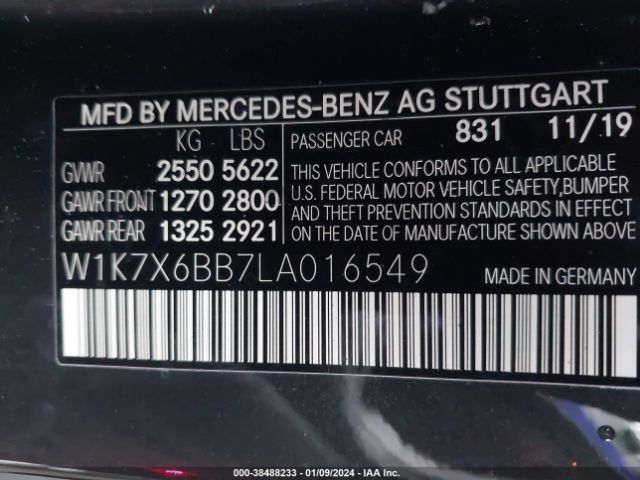 MFD BY MERCEDES-BENZ AG STUTTGART
KG LBS
GVWR 2550 5622
GAWR FRONT 1270 2800
GAWR REAR 1325 2921
PASSENGER CAR 831 11/19
THIS VEHICLE CONFORMS TO ALL APPLICABLE
U.S. FEDERAL MOTOR VEHICLE SAFETY,BUMPER
AND THEFT PREVENTION STANDARDS IN EFFECT
ON THE DATE OF MANUFACTURE SHOWN ABOVE
W1K7X6BB7LA016549
MADE IN GERMANY
000-38488233 - 01/09/2024 - IAA Inc.